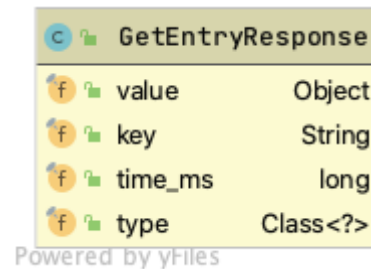 C GetEntryResponse
f value Object
f key String
f time_ms long
f type Class<?>
Powered by yFiles